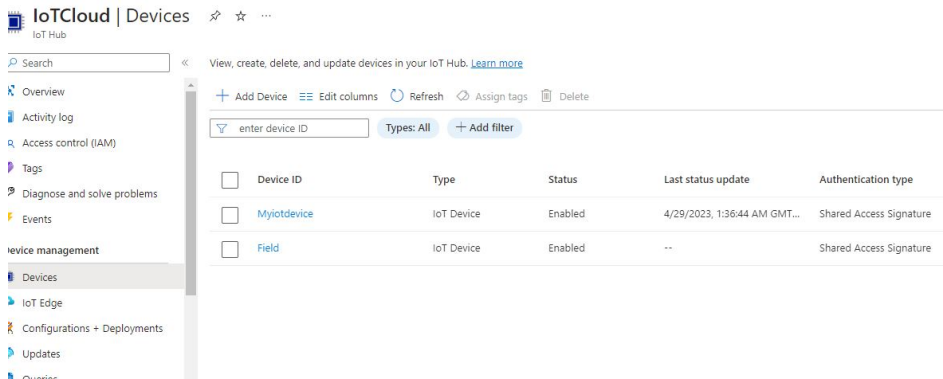 IoTCloud | Devices
IoT Hub
Search
View, create, delete, and update devices in your IoT Hub. Learn more
Overview
Activity log
Access control (IAM)
Tags
Diagnose and solve problems
Events
Device management
Devices
IoT Edge
Configurations + Deployments
Updates
Queries
Add Device
Edit columns
Refresh
Assign tags
Delete
enter device ID
Types: All
Add filter
Device ID Type Status Last status update Authentication type
Myiotdevice IoT Device Enabled 4/29/2023, 1:36:44 AM GMT... Shared Access Signature
Field IoT Device Enabled -- Shared Access Signature